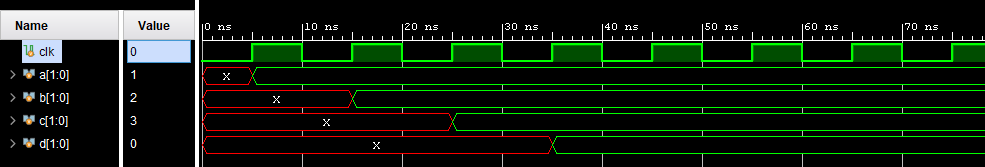 Name Value
0 ns 10 ns 20 ns 30 ns 40 ns 50 ns 60 ns 70 ns
clk 0
a[1:0] 1 X
b[1:0] 2 X
c[1:0] 3 X
d[1:0] 0 X